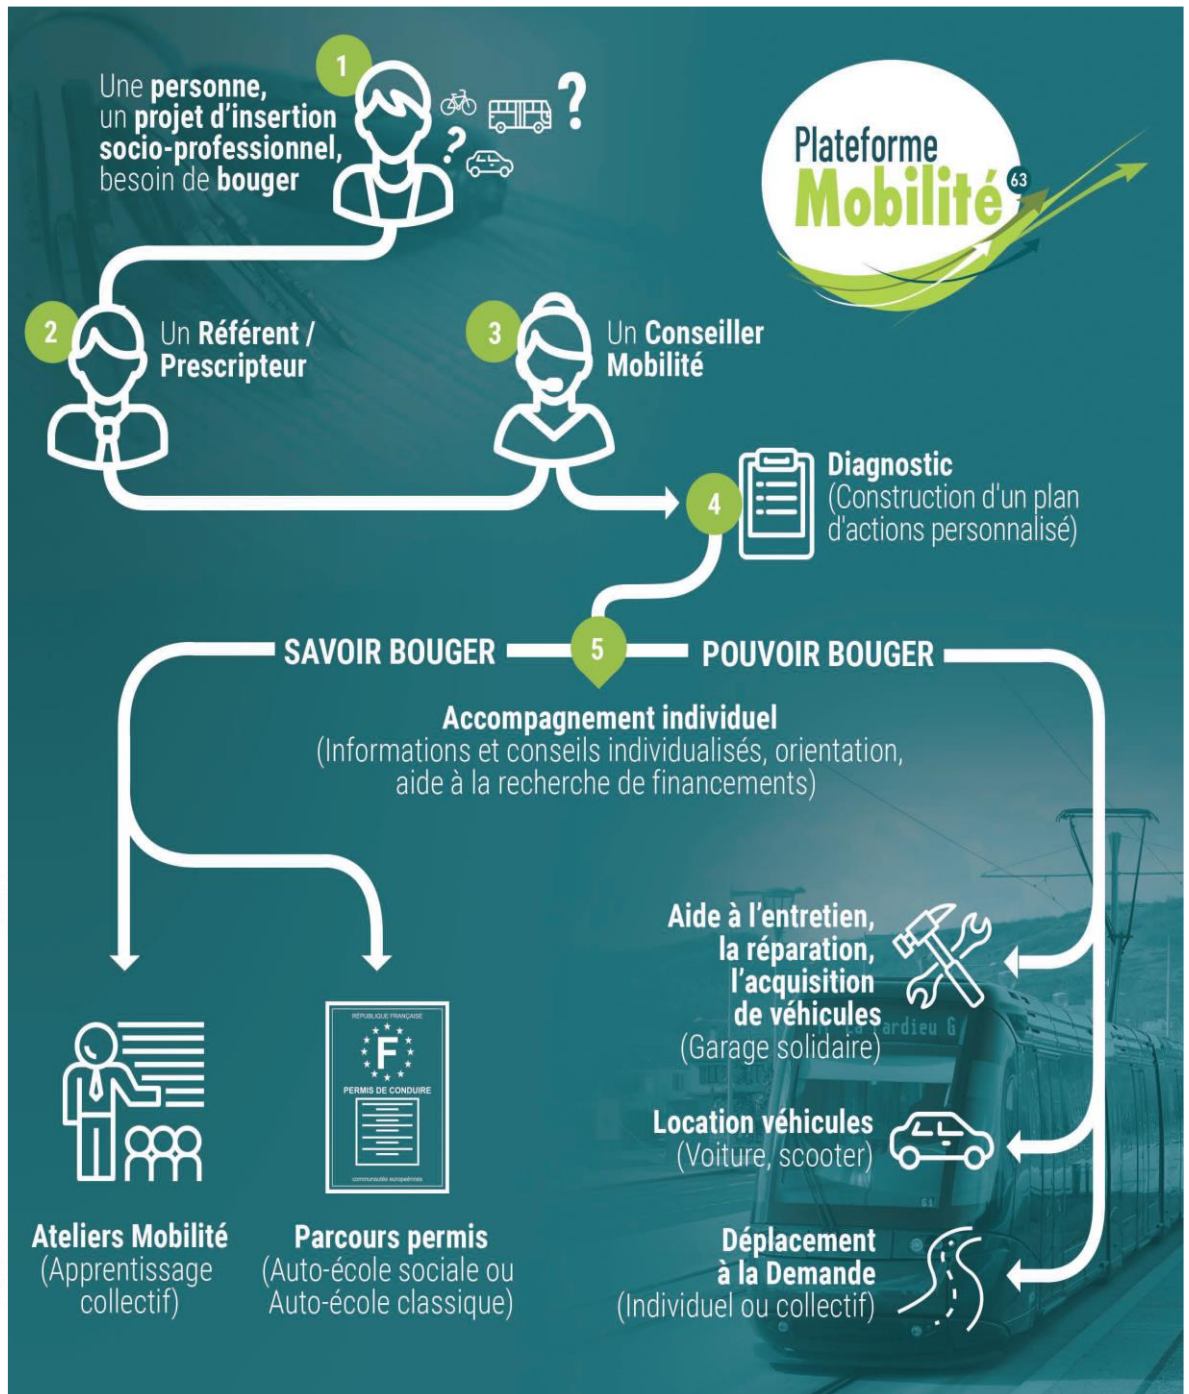 1
Une personne,
un projet d'insertion
socio-professionnel,
besoin de bouger
?
?
Plateforme
Mobilité 63
2
Un Référent /
Prescripteur
3
Un Conseiller
Mobilité
4
Diagnostic
(Construction d'un plan
d'actions personnalisé)
SAVOIR BOUGER
5
POUVOIR BOUGER
Accompagnement individuel
(Informations et conseils individualisés, orientation,
aide à la recherche de financements)
RÉPUBLIQUE FRANÇAISE
F
PERMIS DE CONDUIRE
communautés européennes
Ateliers Mobilité
(Apprentissage
collectif)
Parcours permis
(Auto-école sociale ou
Auto-école classique)
Aide à l'entretien,
la réparation,
l'acquisition
de véhicules
(Garage solidaire)
Pardieu G
Location véhicules
(Voiture, scooter)
Déplacement
à la Demande
(Individuel ou collectif)